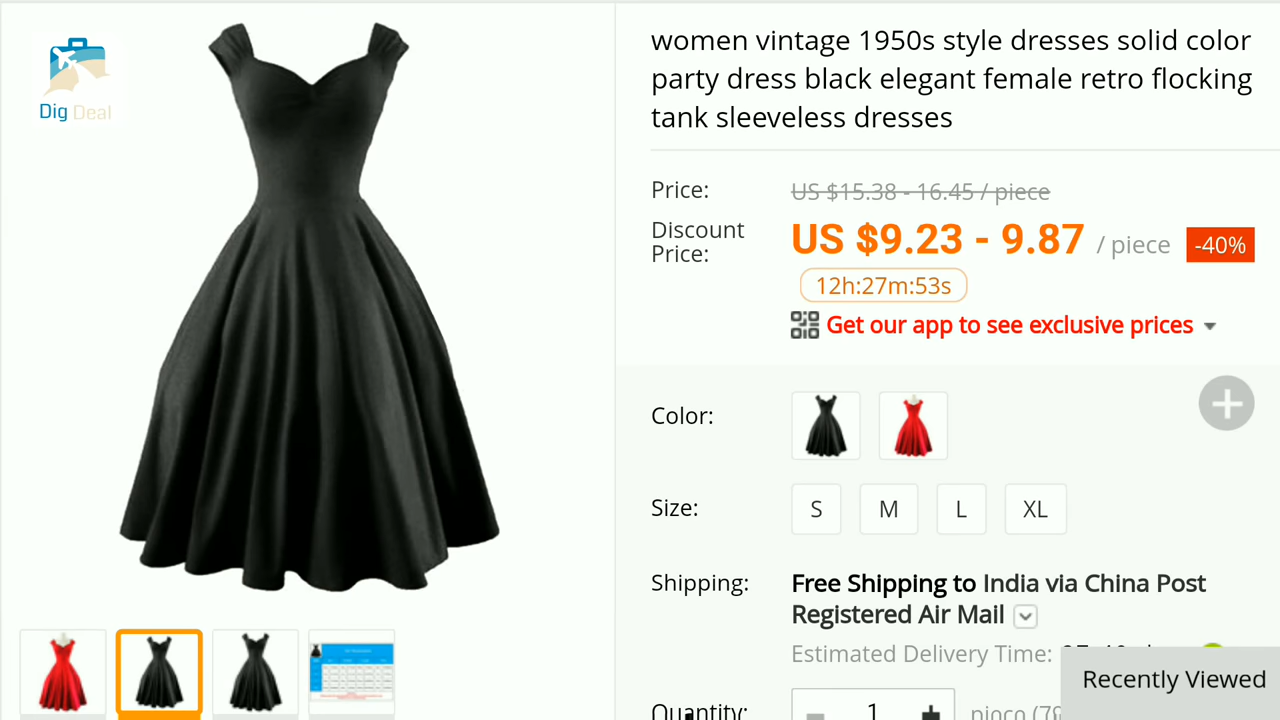 Dig Deal
women vintage 1950s style dresses solid color
party dress black elegant female retro flocking
tank sleeveless dresses
Price:
US $15.38 - 16.45 / piece
Discount
Price:
US $9.23 - 9.87 / piece -40%
12h:27m:53s
Get our app to see exclusive prices
Color:
Size:
S M L XL
Shipping:
Free Shipping to India via China Post
Registered Air Mail
Estimated Delivery Time:
Recently Viewed
Quantity:
1